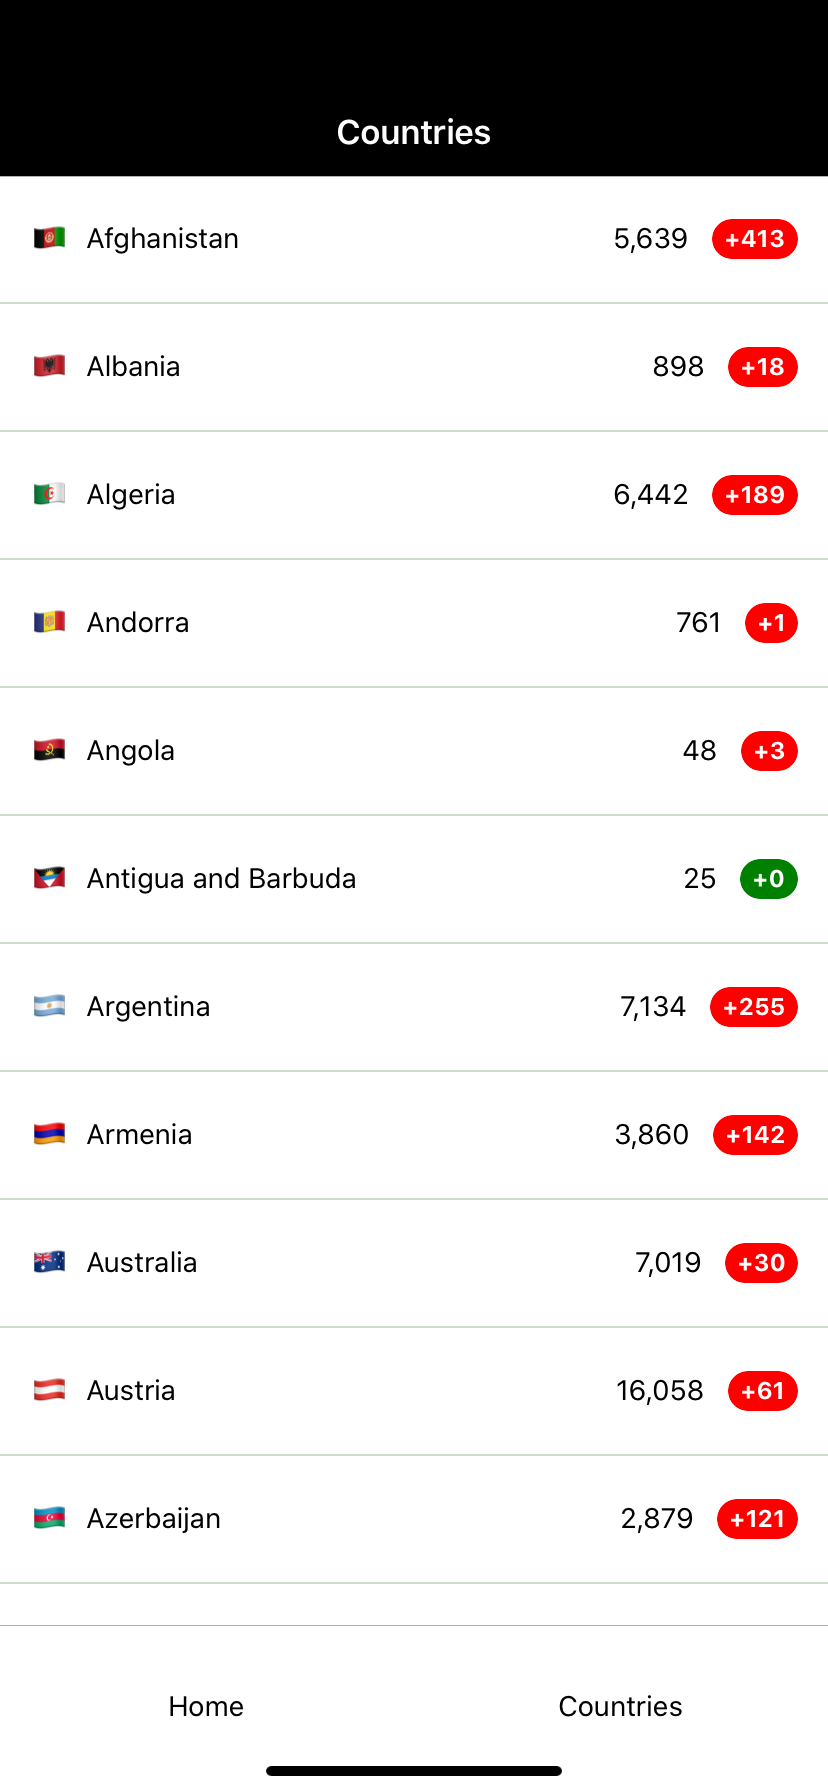 Countries
Afghanistan 5,639 +413
Albania 898 +18
Algeria 6,442 +189
Andorra 761 +1
Angola 48 +3
Antigua and Barbuda 25 +0
Argentina 7,134 +255
Armenia 3,860 +142
Australia 7,019 +30
Austria 16,058 +61
Azerbaijan 2,879 +121
Home Countries